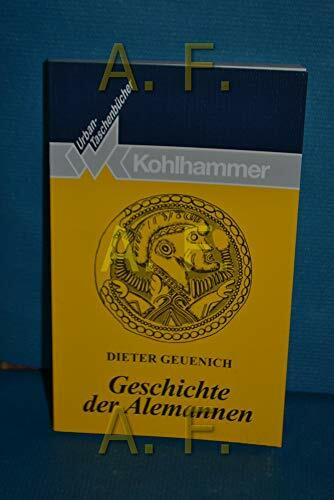 A. F.
Urban-
Taschenbücher
Kohlhammer
A. F.
DIETER GEUENICH
Geschichte
der Alemannen
A. F.